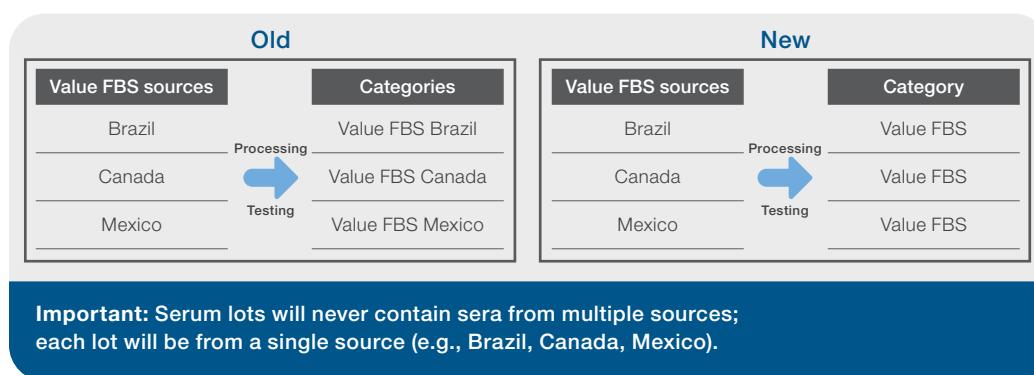 Old
New
Value FBS sources
Categories
Value FBS sources
Category
Brazil
Value FBS Brazil
Brazil
Value FBS
Processing
Processing
Canada
Value FBS Canada
Canada
Value FBS
Testing
Testing
Mexico
Value FBS Mexico
Mexico
Value FBS
Important: Serum lots will never contain sera from multiple sources;
each lot will be from a single source (e.g., Brazil, Canada, Mexico).